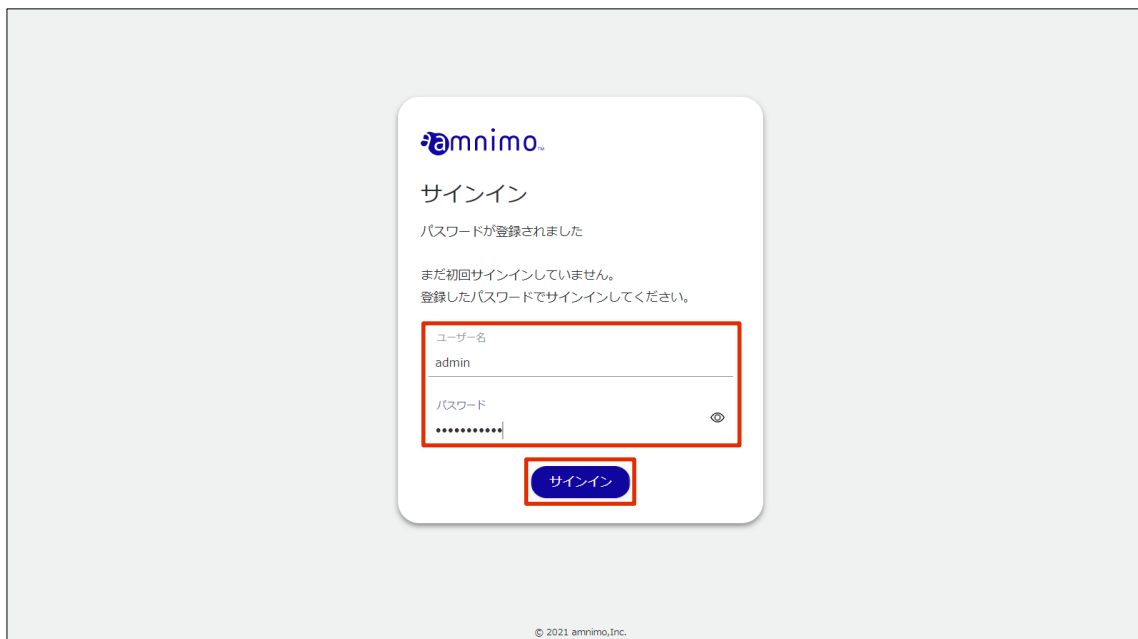 amnimo™
サインイン
パスワードが登録されました
まだ初回サインインしていません。
登録したパスワードでサインインしてください。
ユーザー名
admin
パスワード
•••••••••••
サインイン
© 2021 amnimo,Inc.